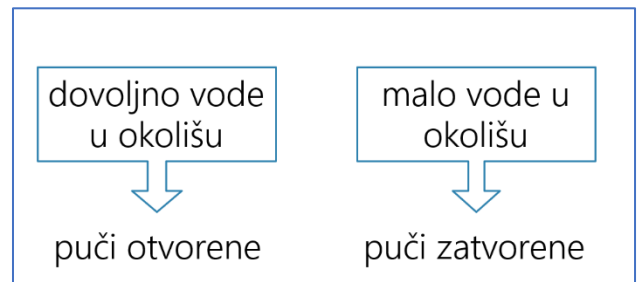 dovoljno vode
u okolišu
malo vode u
okolišu
puči otvorene
puči zatvorene